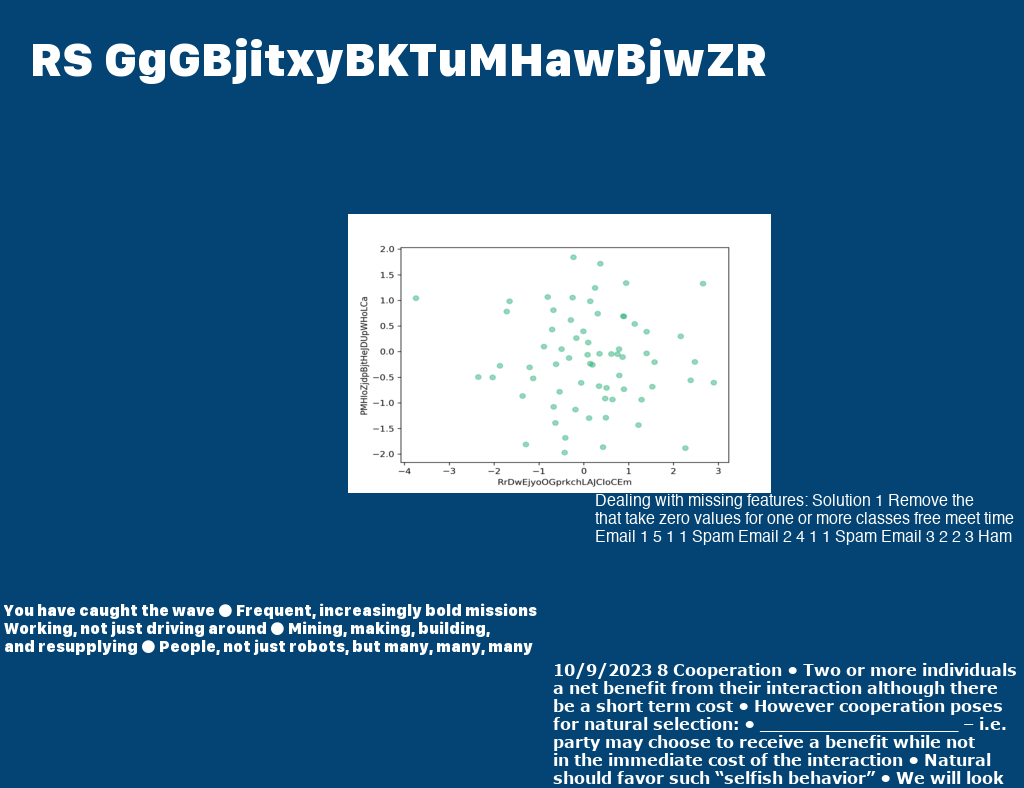 RS GgGBjitxyBKTuMHawBjwZR
2.0
1.5
1.0
0.5
0.0
−0.5
−1.0
−1.5
−2.0
−4 −3 −2 −1 0 1 2 3
RrDwEjyoOGprkchLAJCIoCEm
Dealing with missing features: Solution 1 Remove the
that take zero values for one or more classes free meet time
Email 1 5 1 1 Spam Email 2 4 1 1 Spam Email 3 2 2 3 Ham
You have caught the wave ● Frequent, increasingly bold missions
Working, not just driving around ● Mining, making, building,
and resupplying ● People, not just robots, but many, many, many
10/9/2023 8 Cooperation • Two or more individuals
a net benefit from their interaction although there
be a short term cost • However cooperation poses
for natural selection: • ______________________ – i.e.
party may choose to receive a benefit while not
in the immediate cost of the interaction • Natural
should favor such “selfish behavior” • We will look